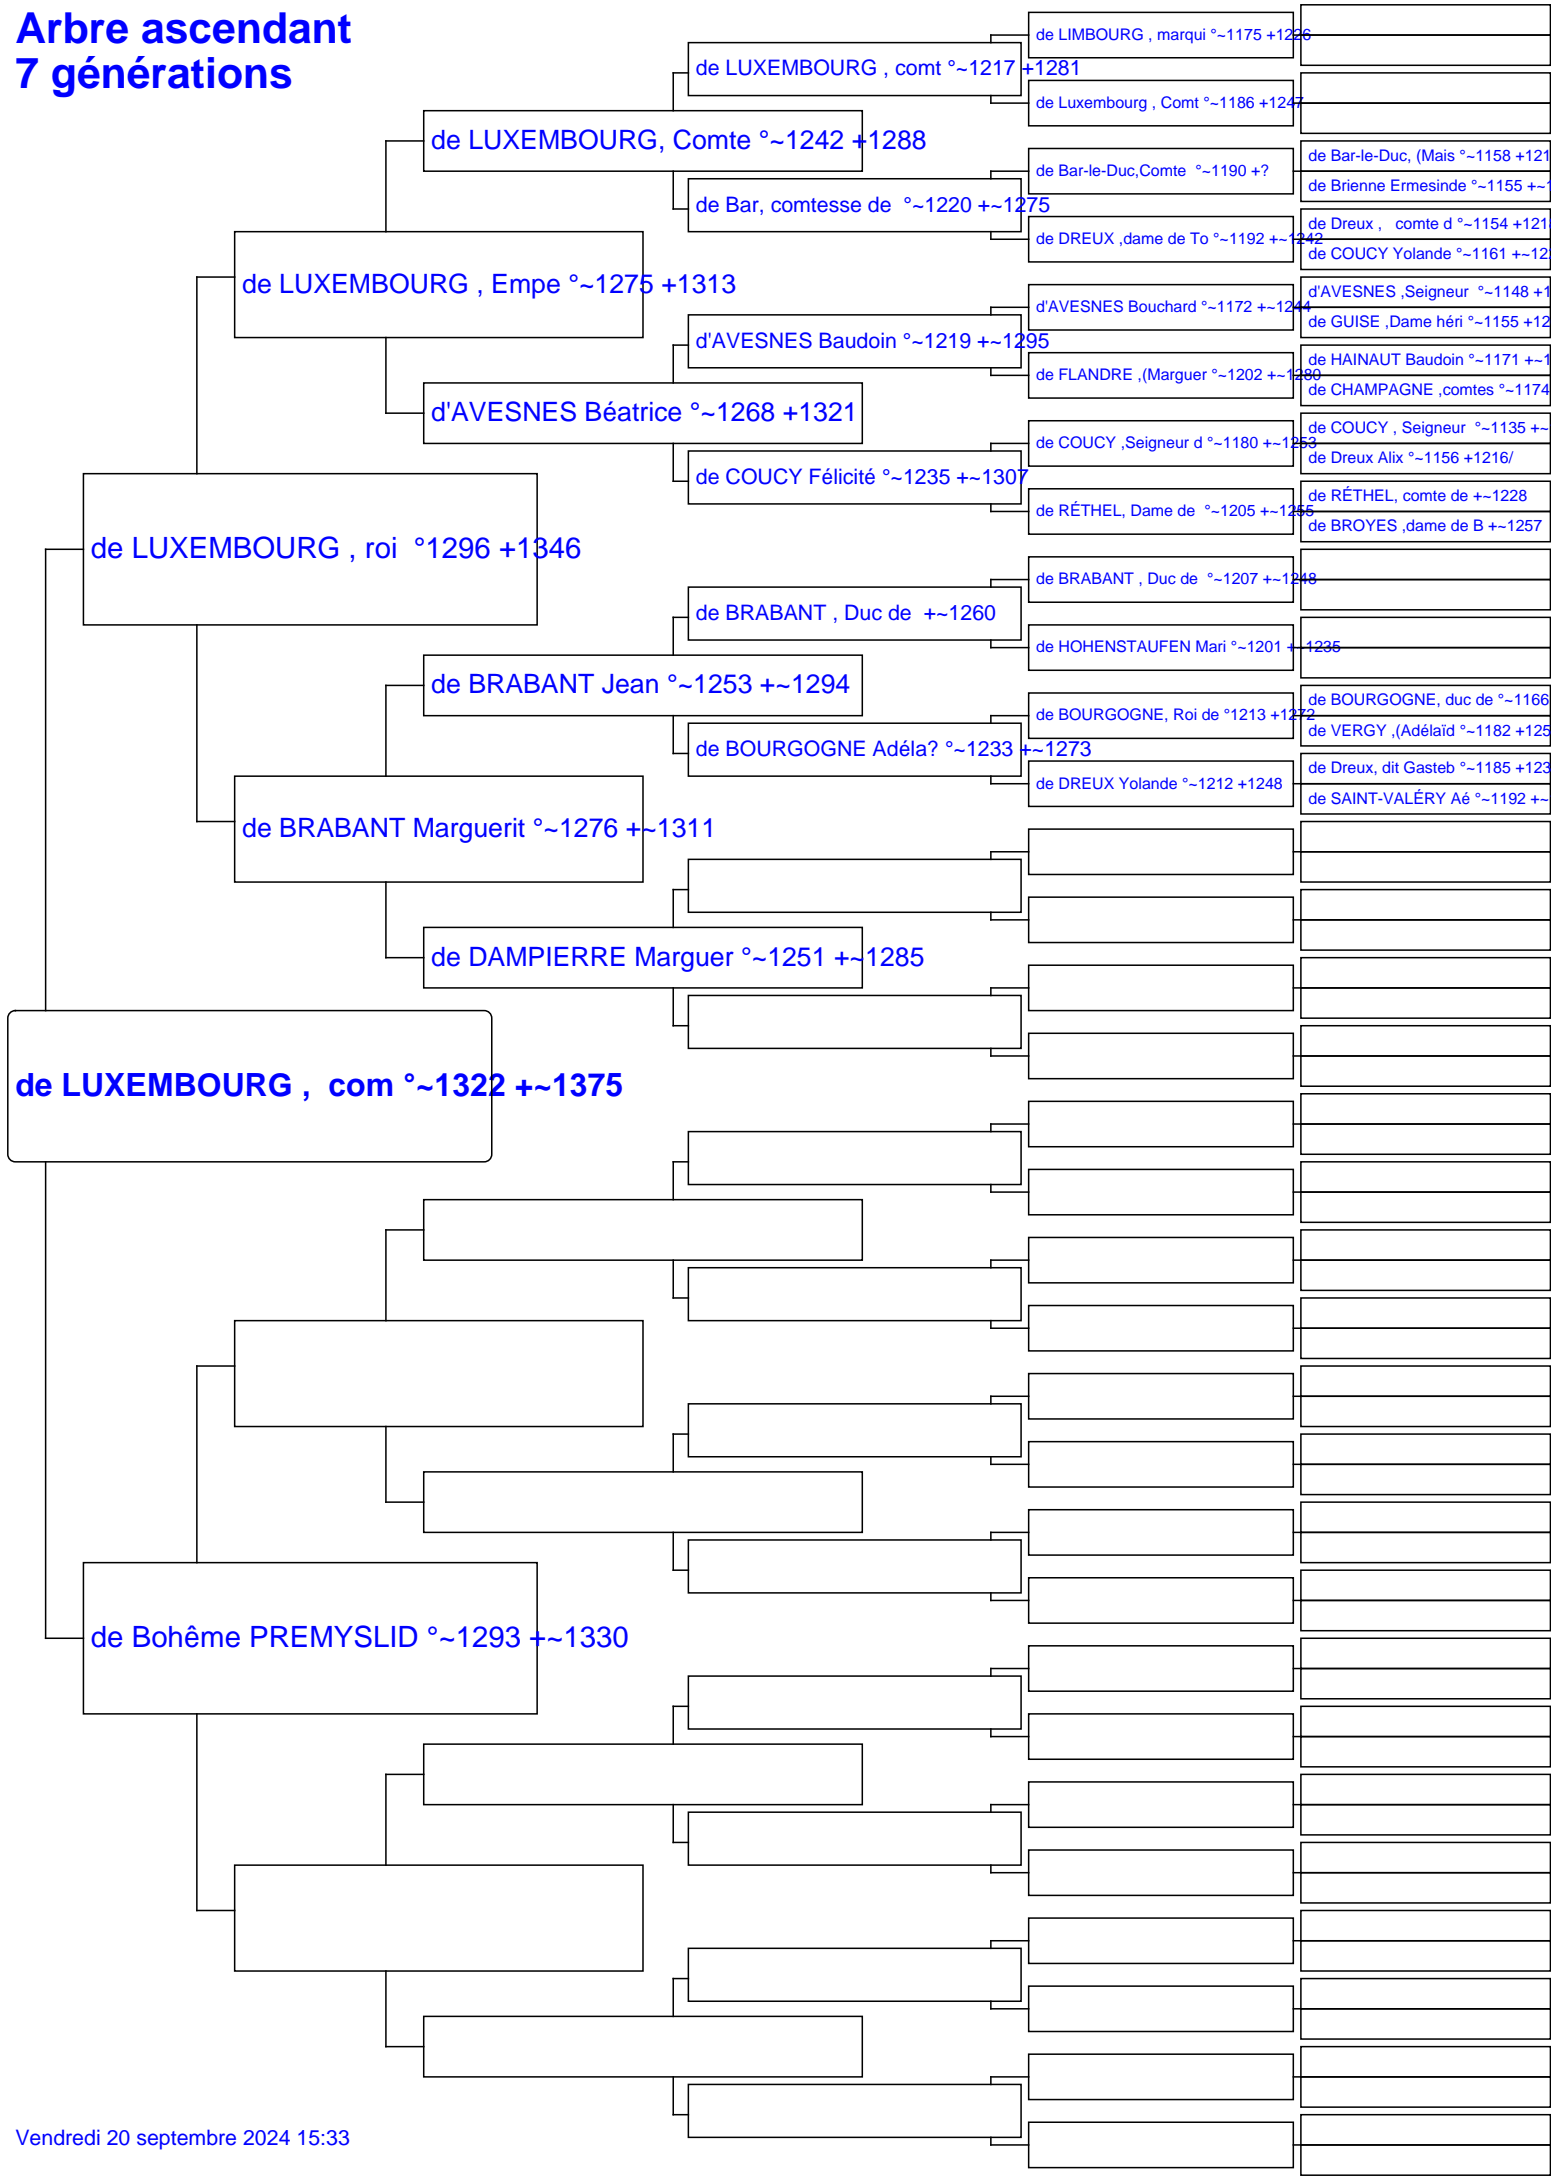 Arbre ascendant
7 générations
de LIMBOURG , marqui °~1175 +1226
de LUXEMBOURG , comt °~1217 +1281
de Luxembourg , Comt °~1186 +1247
de LUXEMBOURG, Comte °~1242 +1288
de Bar-le-Duc, (Mais °~1158 +121
de Bar-le-Duc,Comte °~1190 +?
de Brienne Ermesinde °~1155 +~1
de Bar, comtesse de °~1220 +~1275
de Dreux , comte d °~1154 +121
de DREUX ,dame de To °~1192 +~1242
de COUCY Yolande °~1161 +~12
de LUXEMBOURG , Empe °~1275 +1313
d'AVESNES ,Seigneur °~1148 +1
d'AVESNES Bouchard °~1172 +~1244
de GUISE ,Dame héri °~1155 +12
d'AVESNES Baudoin °~1219 +~1295
de HAINAUT Baudoin °~1171 +~1
de FLANDRE ,(Marguer °~1202 +~1280
de CHAMPAGNE ,comtes °~1174
d'AVESNES Béatrice °~1268 +1321
de COUCY , Seigneur °~1135 +~
de COUCY ,Seigneur d °~1180 +~1253
de Dreux Alix °~1156 +1216/
de COUCY Félicité °~1235 +~1307
de RÉTHEL, comte de +~1228
de RÉTHEL, Dame de °~1205 +~1255
de BROYES ,dame de B +~1257
de LUXEMBOURG , roi °1296 +1346
de BRABANT , Duc de °~1207 +~1248
de BRABANT , Duc de +~1260
de HOHENSTAUFEN Mari °~1201 +~1235
de BRABANT Jean °~1253 +~1294
de BOURGOGNE, duc de °~1166
de BOURGOGNE, Roi de °1213 +1272
de VERGY ,(Adélaïd °~1182 +125
de BOURGOGNE Adéla? °~1233 +~1273
de Dreux, dit Gasteb °~1185 +123
de DREUX Yolande °~1212 +1248
de SAINT-VALÉRY Aé °~1192 +~
de BRABANT Marguerit °~1276 +~1311
de DAMPIERRE Marguer °~1251 +~1285
de LUXEMBOURG , com °~1322 +~1375
de Bohême PREMYSLID °~1293 +~1330
Vendredi 20 septembre 2024 15:33